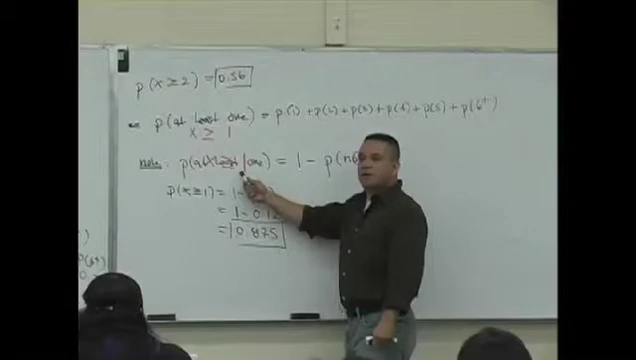 P(x ≥ 2) = 0.56
P(at least one) = P(1) + P(2) + P(3) + P(4) + P(5) + P(6+)
x ≥ 1
Note: P(at least one) = 1 - P(
P(x ≥ 1) = 1 -
= 1 - 0.12
= 0.875